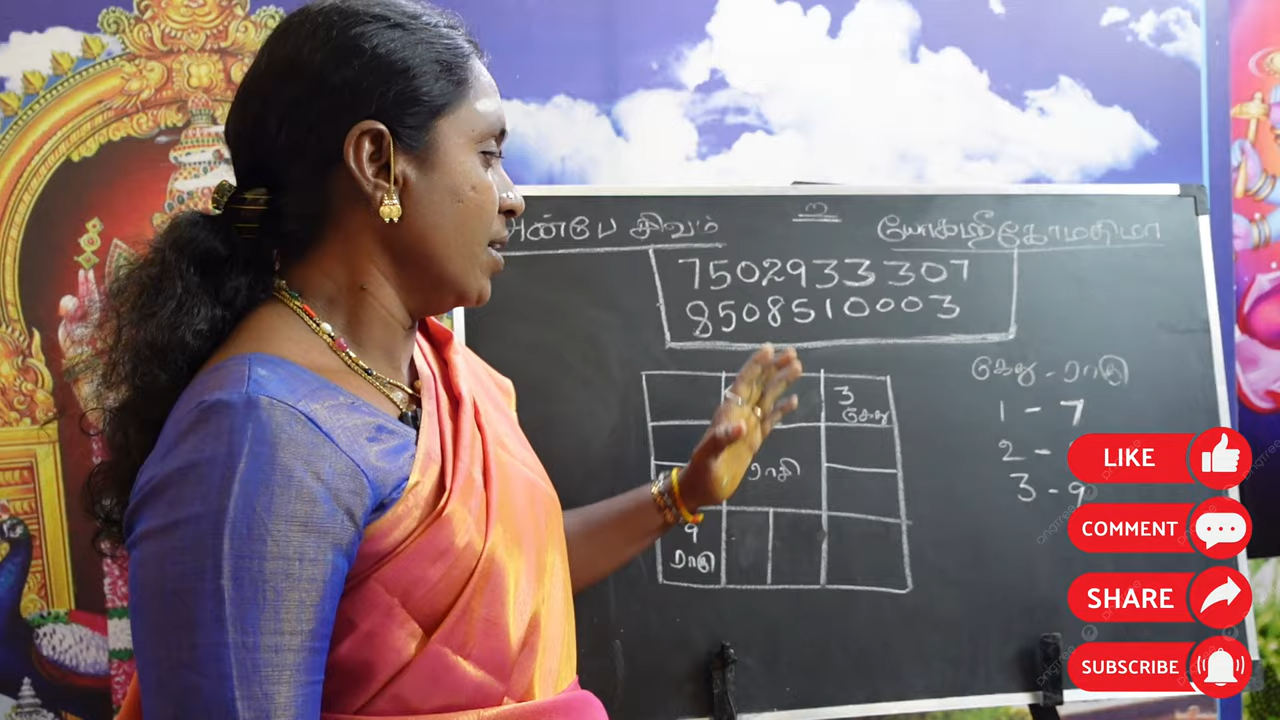 அன்பே சிவம்
உ
யோகஸ்ரீகோமதிமா
7502933307
8508510003
கேது - ராகு
1 - 7
2 -
3 - 9
3
கேது
ராசி
9
ராகு
LIKE
COMMENT
SHARE
SUBSCRIBE